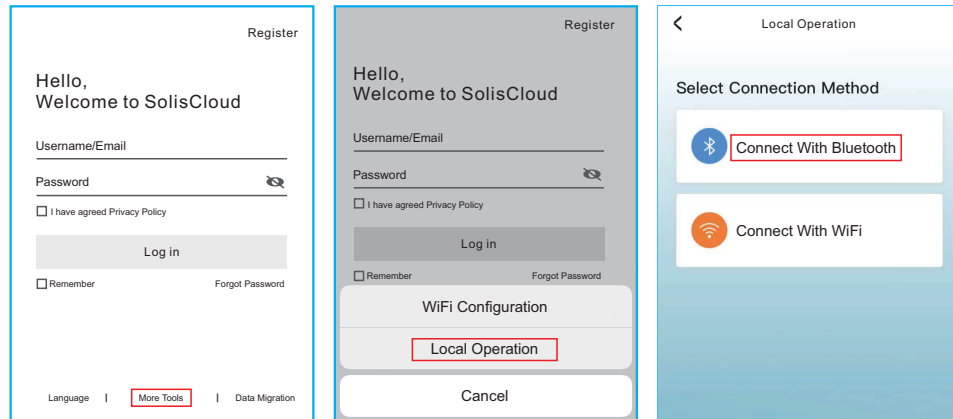 Register
Hello,
Welcome to SolisCloud
Username/Email
Password
I have agreed Privacy Policy
Log in
Remember Forgot Password
Language | More Tools | Data Migration
Register
Hello,
Welcome to SolisCloud
Username/Email
Password
I have agreed Privacy Policy
Log in
Remember Forgot Password
WiFi Configuration
Local Operation
Cancel
Local Operation
Select Connection Method
Connect With Bluetooth
Connect With WiFi